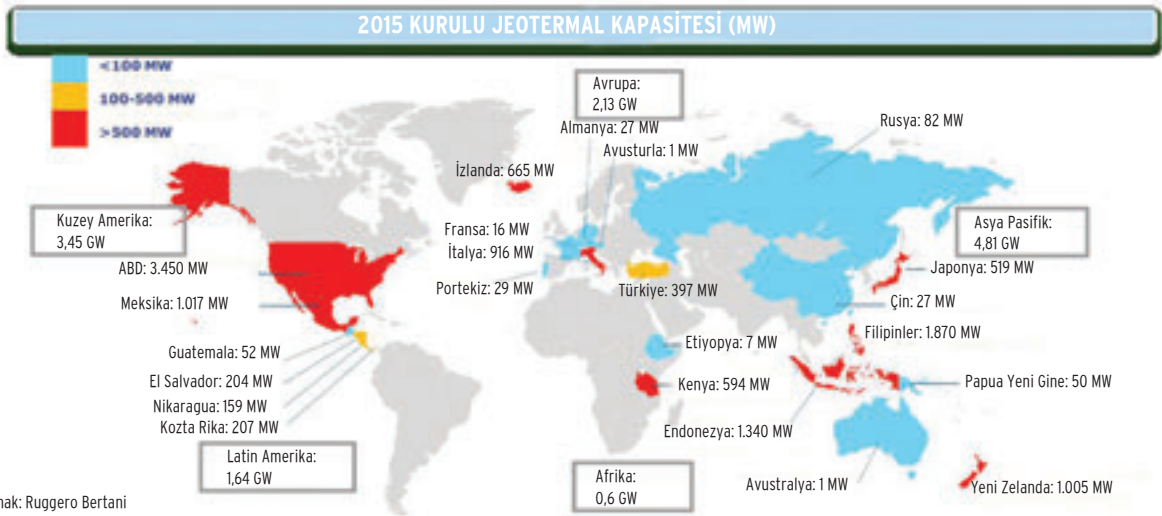 2015 KURULU JEOTERMAL KAPASİTESİ (MW)
<100 MW
100-500 MW
>500 MW
Avrupa:
2,13 GW
Almanya: 27 MW
Avusturla: 1 MW
Rusya: 82 MW
İzlanda: 665 MW
Kuzey Amerika:
3,45 GW
Fransa: 16 MW
İtalya: 916 MW
Asya Pasifik:
4,81 GW
ABD: 3.450 MW
Japonya: 519 MW
Portekiz: 29 MW
Türkiye: 397 MW
Meksika: 1.017 MW
Çin: 27 MW
Filipinler: 1.870 MW
Guatemala: 52 MW
Etiyopya: 7 MW
El Salvador: 204 MW
Kenya: 594 MW
Papua Yeni Gine: 50 MW
Nikaragua: 159 MW
Kozta Rika: 207 MW
Endonezya: 1.340 MW
Latin Amerika:
1,64 GW
Afrika:
0,6 GW
Avustralya: 1 MW
Yeni Zelanda: 1.005 MW
nak: Ruggero Bertani